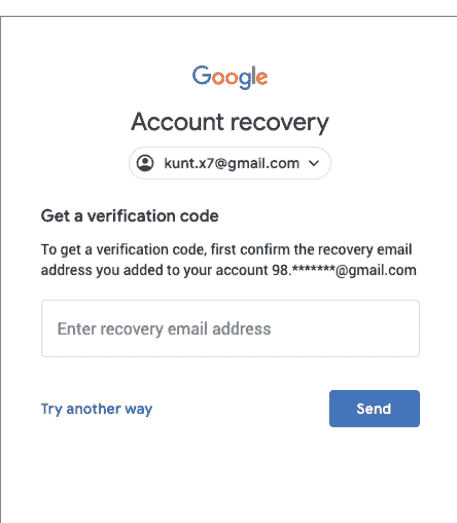 Google
Account recovery
kunt.x7@gmail.com
Get a verification code
To get a verification code, first confirm the recovery email
address you added to your account 98.*******@gmail.com
Enter recovery email address
Try another way
Send